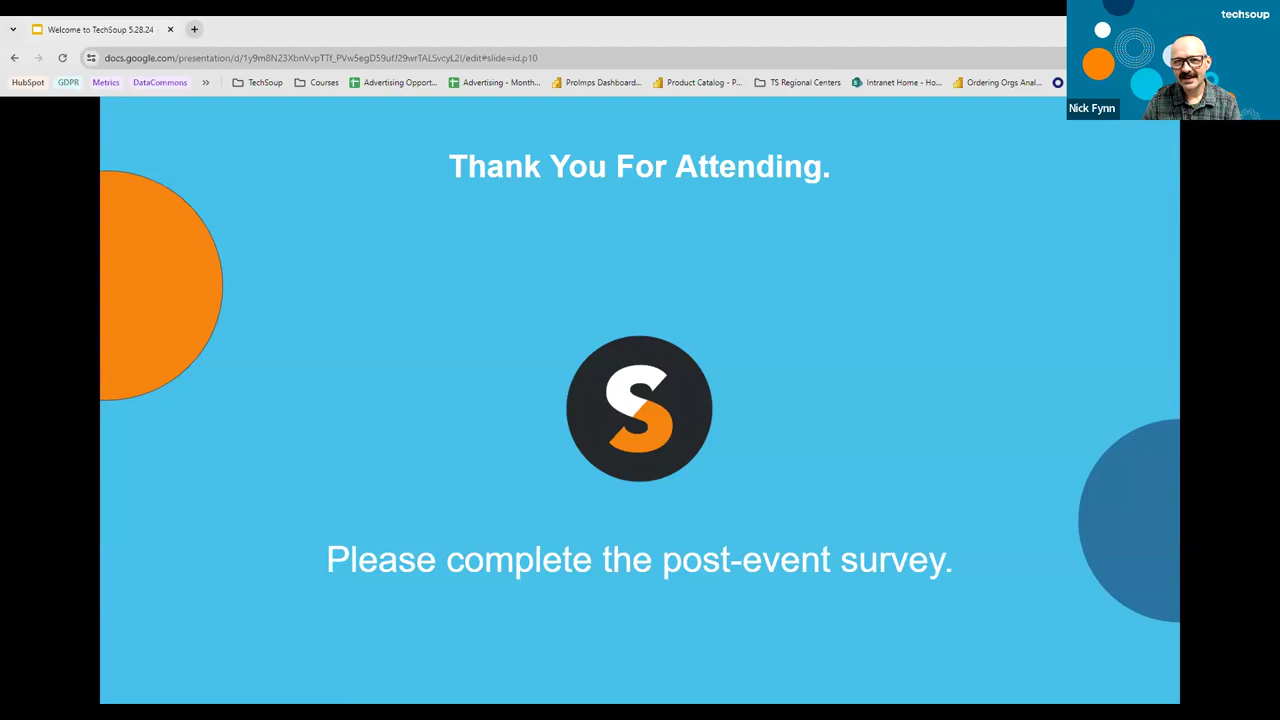 Welcome to TechSoup 5.28.24 -
docs.google.com/presentation/d/1y9m8N23XbnVvpTTf_PVw5egD59utJ29wrTALSvcyL2I/edit#slide=id.p10
HubSpot GDPR Metrics DataCommons » TechSoup Courses Advertising Opport... Advertising - Month... ProImps Dashboard... Product Catalog - P... TS Regional Centers Intranet Home - Ho... Ordering Orgs Anal...
techsoup
Nick Fynn
Thank You For Attending.
S
Please complete the post-event survey.